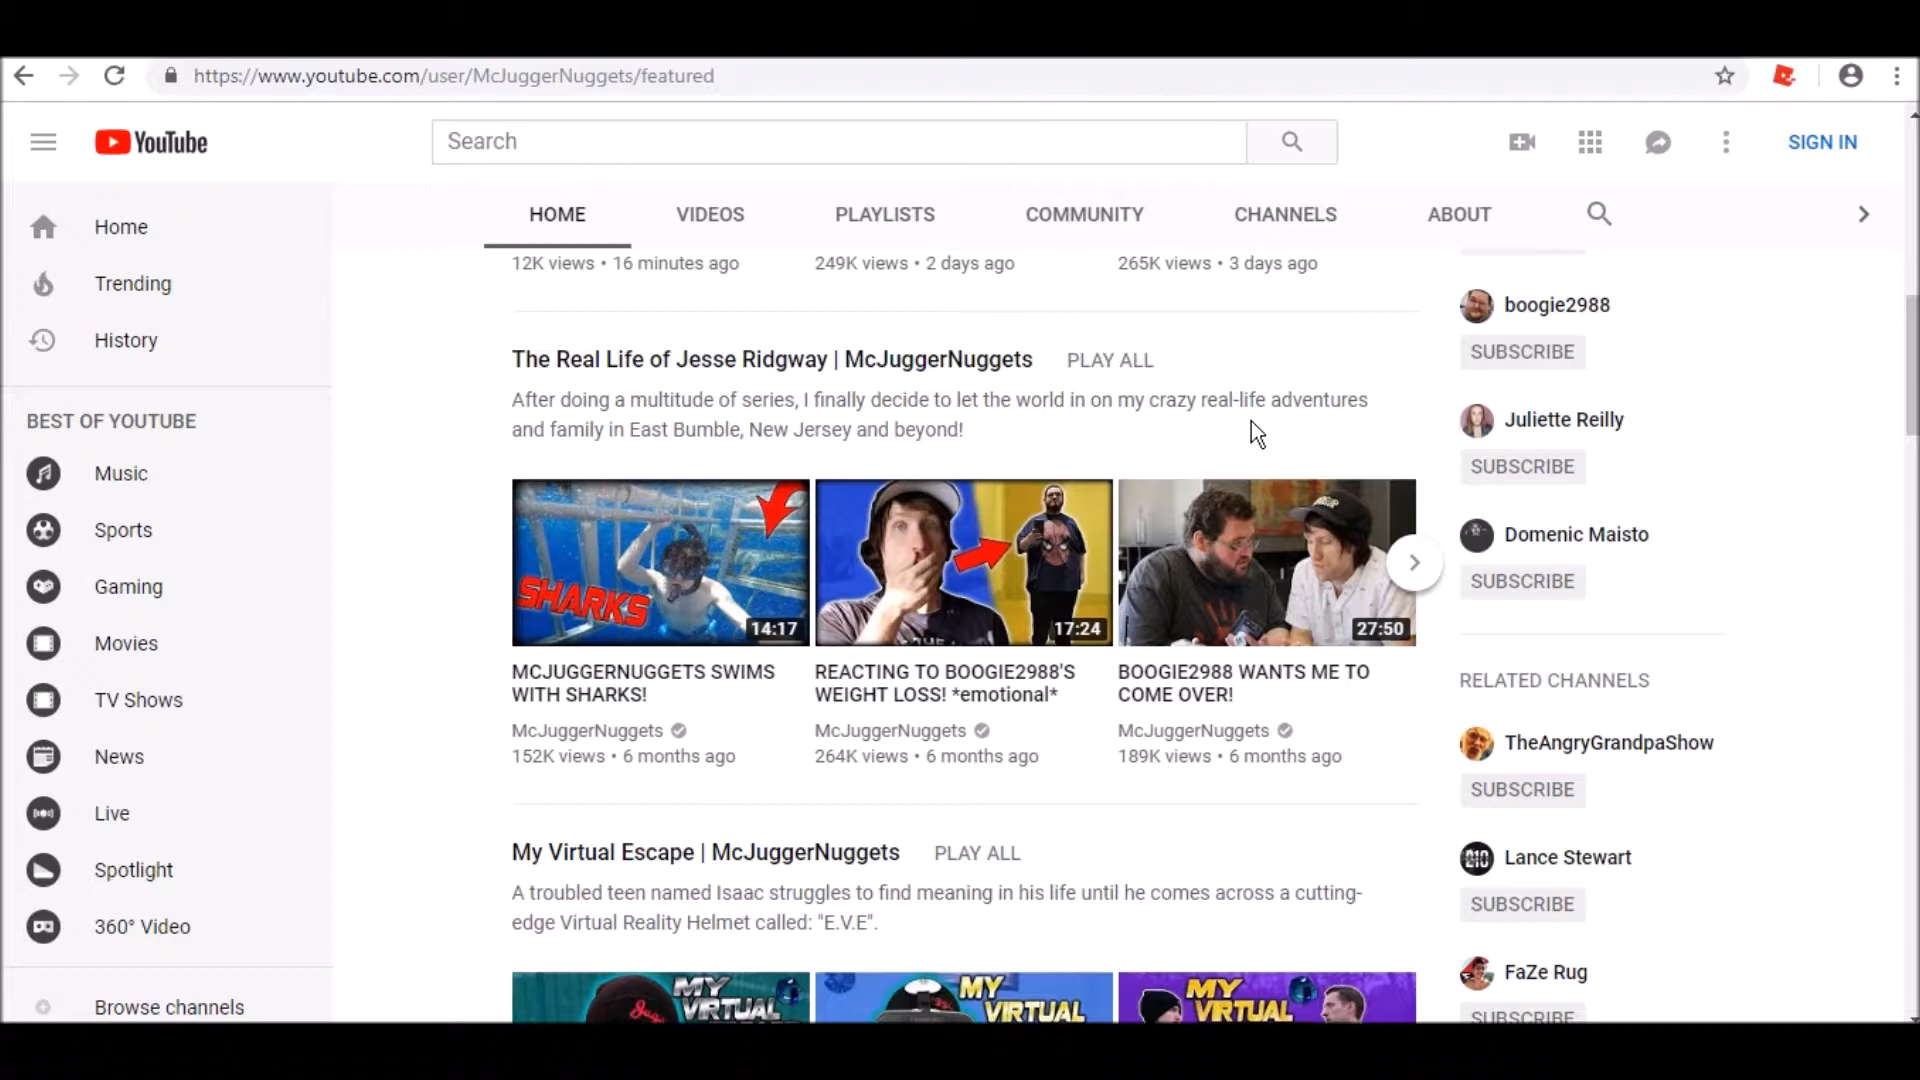 https://www.youtube.com/user/McJuggerNuggets/featured
YouTube
Search
SIGN IN
HOME
VIDEOS
PLAYLISTS
COMMUNITY
CHANNELS
ABOUT
Home
Trending
History
BEST OF YOUTUBE
Music
Sports
Gaming
Movies
TV Shows
News
Live
Spotlight
360° Video
Browse channels
12K views • 16 minutes ago
249K views • 2 days ago
265K views • 3 days ago
The Real Life of Jesse Ridgway | McJuggerNuggets PLAY ALL
After doing a multitude of series, I finally decide to let the world in on my crazy real-life adventures
and family in East Bumble, New Jersey and beyond!
SHARKS
14:17
17:24
27:50
MCJUGGERNUGGETS SWIMS
WITH SHARKS!
McJuggerNuggets
152K views • 6 months ago
REACTING TO BOOGIE2988'S
WEIGHT LOSS! *emotional*
McJuggerNuggets
264K views • 6 months ago
BOOGIE2988 WANTS ME TO
COME OVER!
McJuggerNuggets
189K views • 6 months ago
My Virtual Escape | McJuggerNuggets PLAY ALL
A troubled teen named Isaac struggles to find meaning in his life until he comes across a cutting-
edge Virtual Reality Helmet called: "E.V.E".
MY
VIRTUAL
MY
VIRTUAL
MY
VIRTUAL
boogie2988
SUBSCRIBE
Juliette Reilly
SUBSCRIBE
Domenic Maisto
SUBSCRIBE
RELATED CHANNELS
TheAngryGrandpaShow
SUBSCRIBE
Lance Stewart
SUBSCRIBE
FaZe Rug
SUBSCRIBE